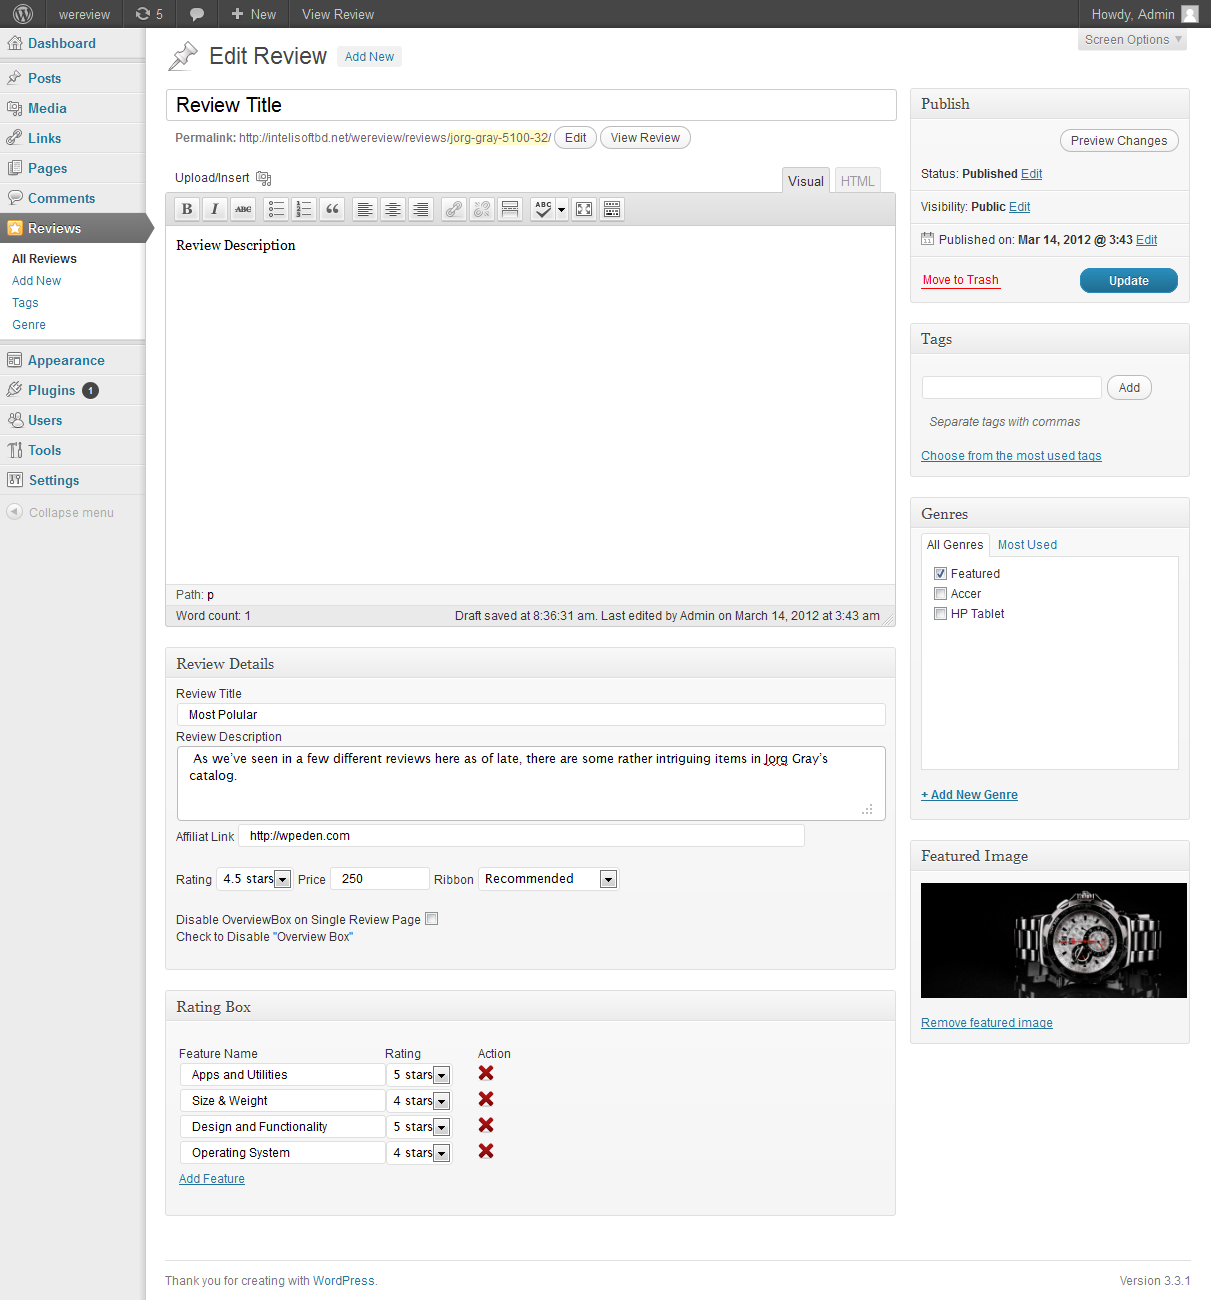 wereview 5 New View Review Howdy, Admin
Screen Options
Dashboard
Posts
Media
Links
Pages
Comments
Reviews
All Reviews
Add New
Tags
Genre
Appearance
Plugins 1
Users
Tools
Settings
Collapse menu
Edit Review Add New
Review Title
Permalink: http://intelisoftbd.net/wereview/reviews/jorg-gray-5100-32/ Edit View Review
Upload/Insert Visual HTML
B I ABC ABC
Review Description
Path: p
Word count: 1 Draft saved at 8:36:31 am. Last edited by Admin on March 14, 2012 at 3:43 am
Review Details
Review Title
Most Polular
Review Description
As we've seen in a few different reviews here as of late, there are some rather intriguing items in Jorg Gray's
catalog.
Affiliat Link http://wpeden.com
Rating 4.5 stars Price 250 Ribbon Recommended
Disable OverviewBox on Single Review Page
Check to Disable "Overview Box"
Rating Box
Feature Name Rating Action
Apps and Utilities 5 stars
Size & Weight 4 stars
Design and Functionality 5 stars
Operating System 4 stars
Add Feature
Publish
Preview Changes
Status: Published Edit
Visibility: Public Edit
Published on: Mar 14, 2012 @ 3:43 Edit
Move to Trash Update
Tags
Add
Separate tags with commas
Choose from the most used tags
Genres
All Genres Most Used
Featured
Accer
HP Tablet
+ Add New Genre
Featured Image
Remove featured image
Thank you for creating with WordPress. Version 3.3.1